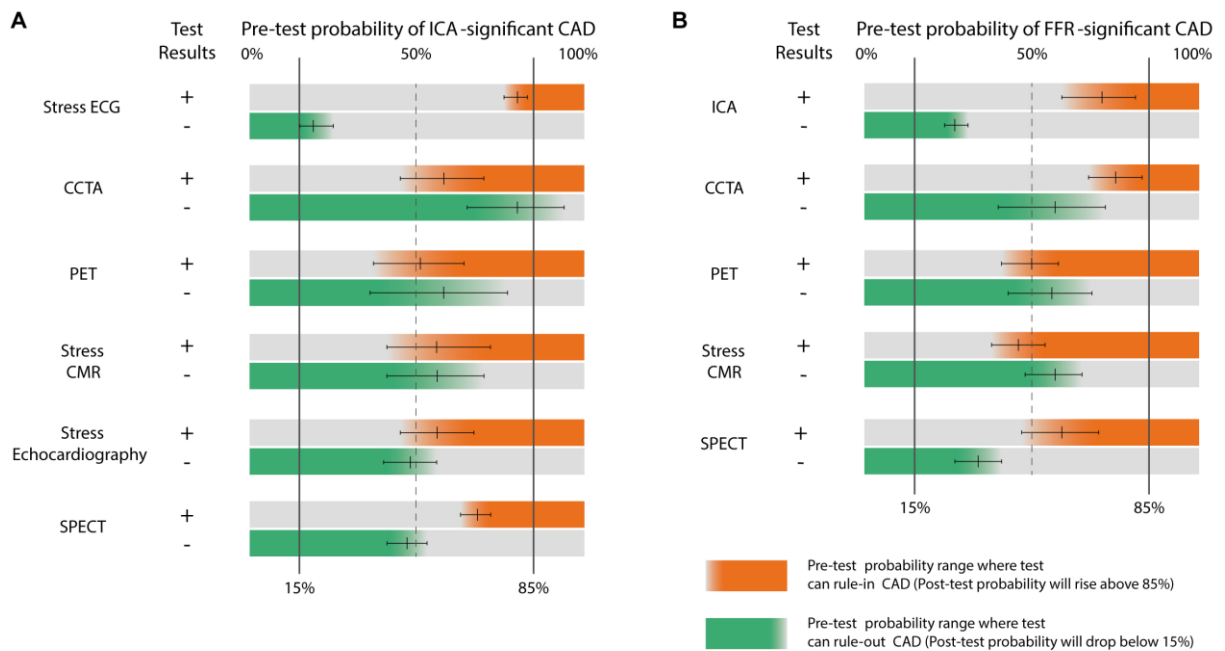 A
Test
Results
Pre-test probability of ICA-significant CAD
0% 50% 100%
Stress ECG
+
-
CCTA
+
-
PET
+
-
Stress
CMR
+
-
Stress
Echocardiography
+
-
SPECT
+
-
15% 85%
B
Test
Results
Pre-test probability of FFR-significant CAD
0% 50% 100%
ICA
+
-
CCTA
+
-
PET
+
-
Stress
CMR
+
-
SPECT
+
-
15% 85%
Pre-test probability range where test
can rule-in CAD (Post-test probability will rise above 85%)
Pre-test probability range where test
can rule-out CAD (Post-test probability will drop below 15%)